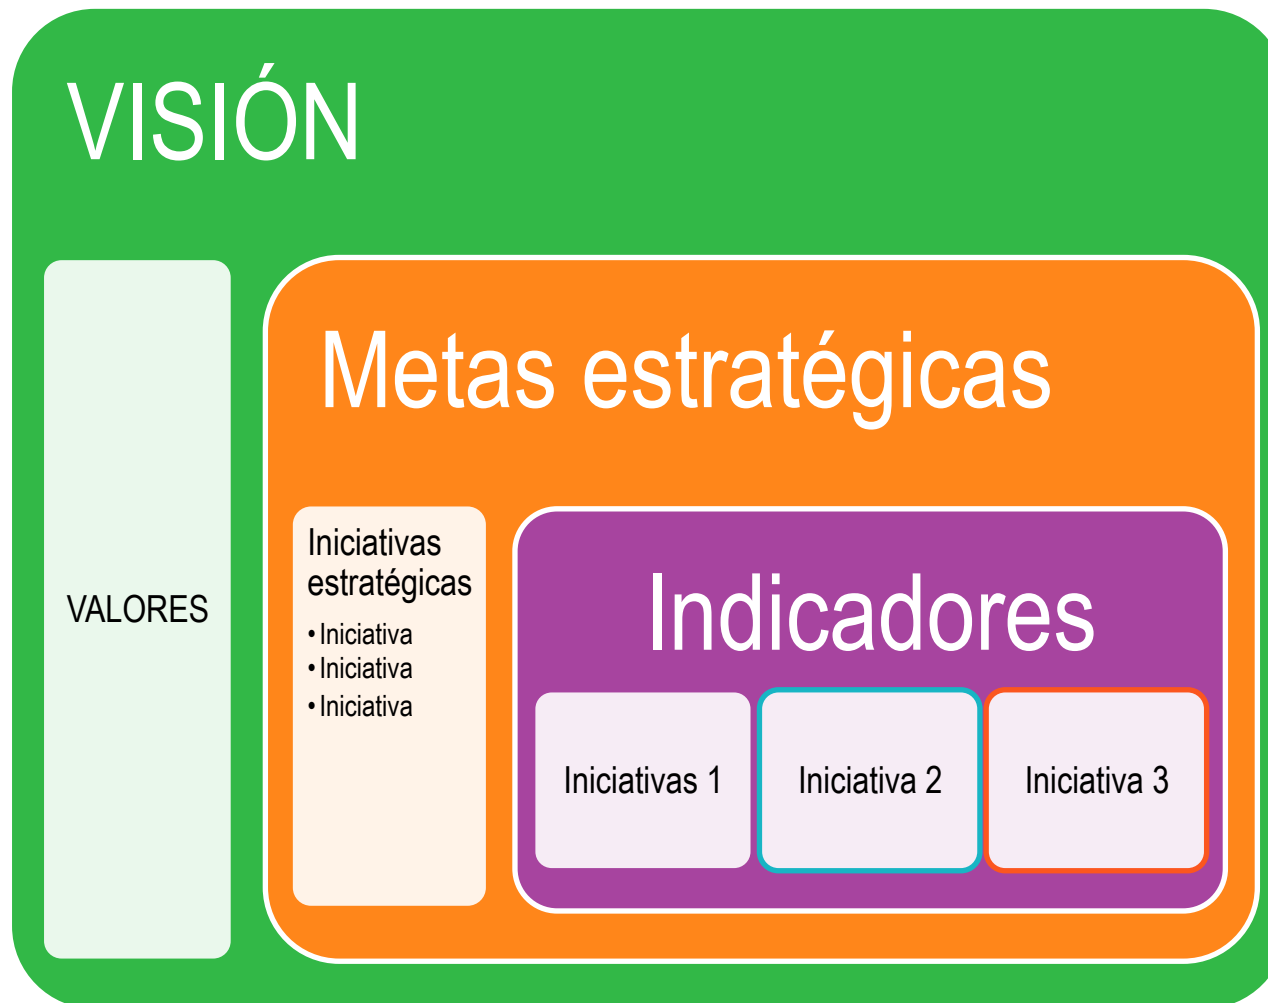 VISIÓN
VALORES
Metas estratégicas
Iniciativas
estratégicas
• Iniciativa
• Iniciativa
• Iniciativa
Indicadores
Iniciativas 1
Iniciativa 2
Iniciativa 3